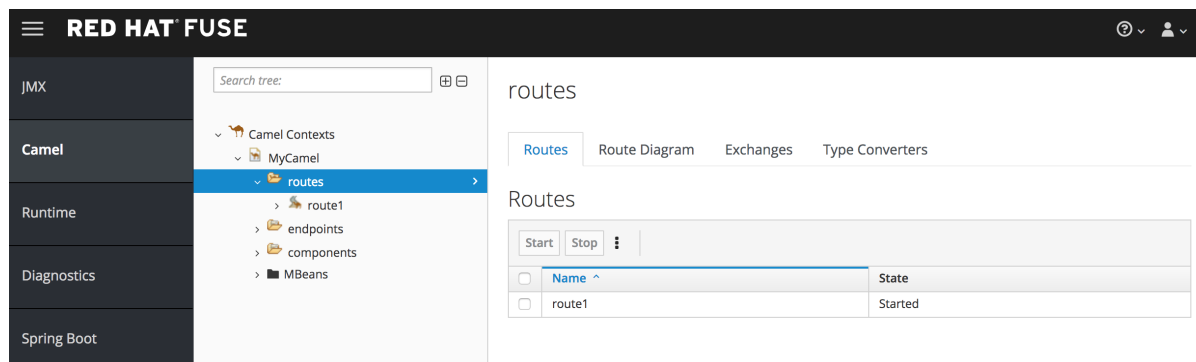 RED HAT® FUSE
JMX
Camel
Runtime
Diagnostics
Spring Boot
Search tree:
Camel Contexts
MyCamel
routes
route1
endpoints
components
MBeans
routes
Routes Route Diagram Exchanges Type Converters
Routes
Start Stop
Name State
route1 Started